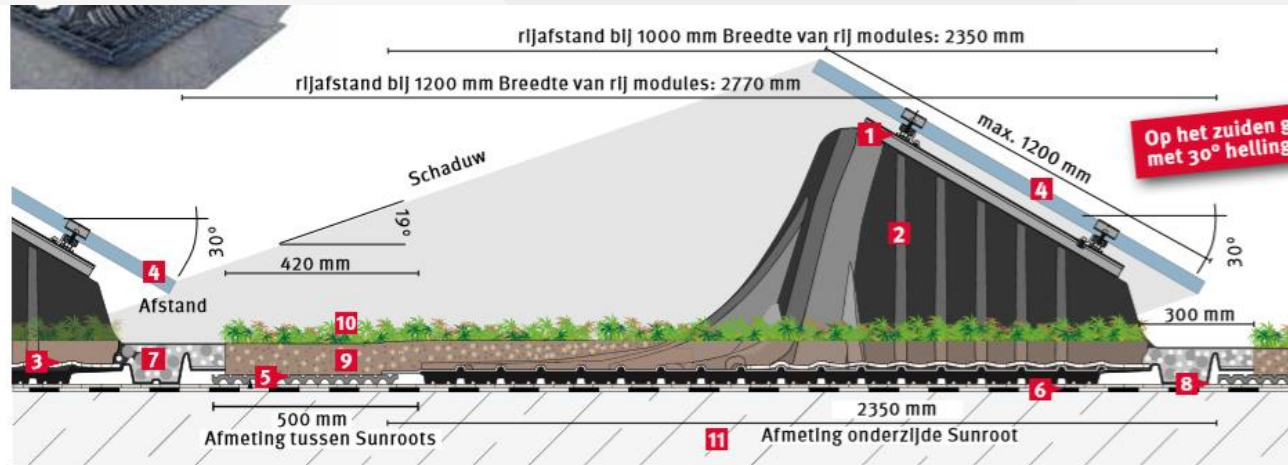 rijafstand bij 1000 mm Breedte van rij modules: 2350 mm
rijafstand bij 1200 mm Breedte van rij modules: 2770 mm
Op het zuiden
met 30° helling
max. 1200 mm
1
4
2
Schaduw
19°
30°
30°
420 mm
4
Afstand
300 mm
10
3
7
9
5
6
8
500 mm
Afmeting tussen Sunroots
2350 mm
11
Afmeting onderzijde Sunroot